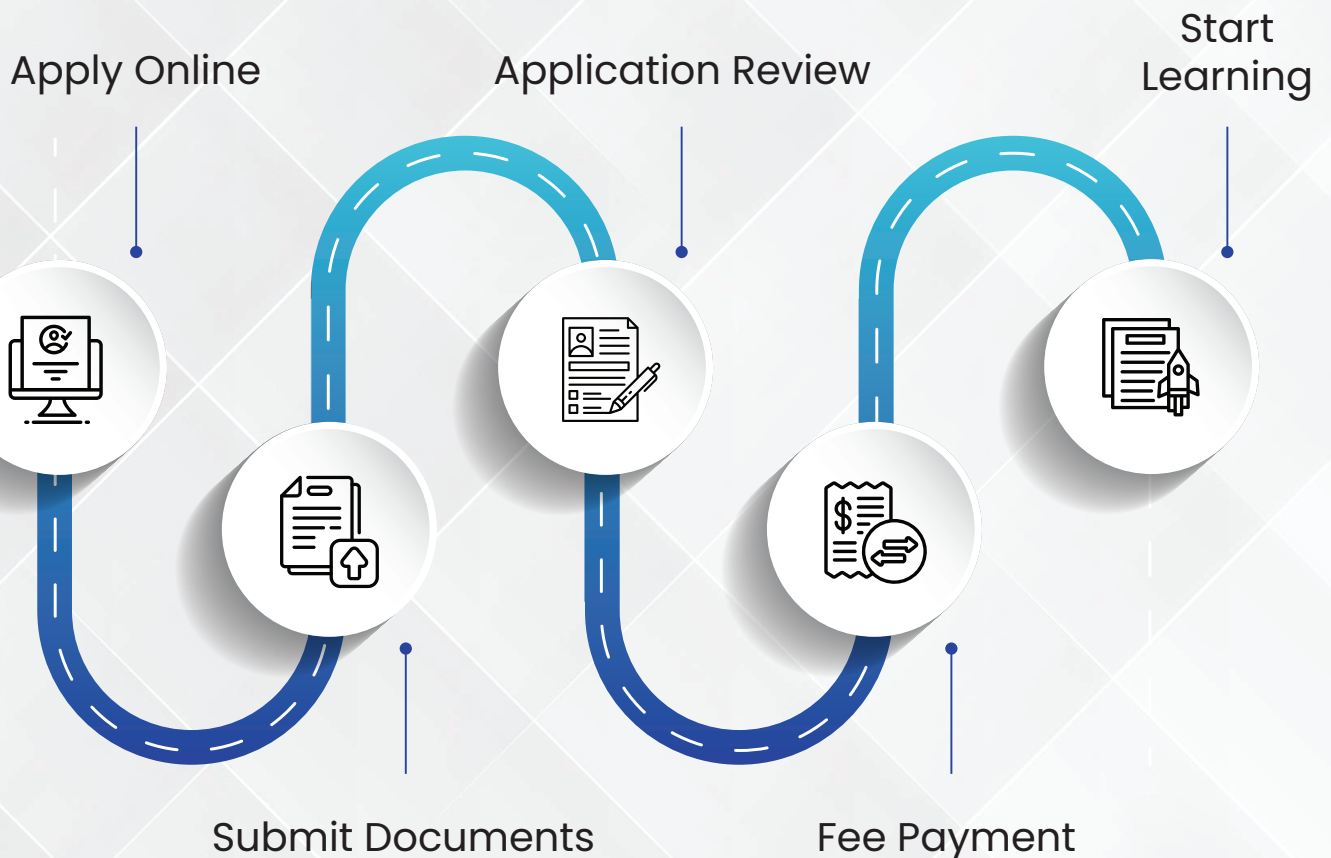 Apply Online
Submit Documents
Application Review
Fee Payment
Start
Learning
$